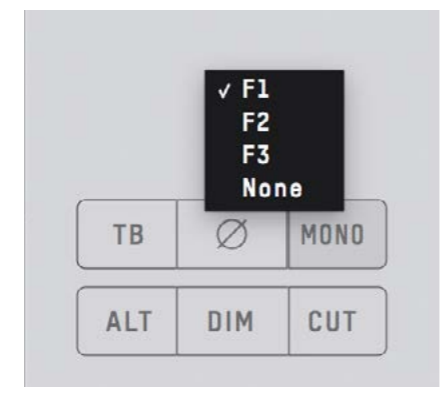 ✓ F1
F2
F3
None
TB Ø MONO
ALT DIM CUT